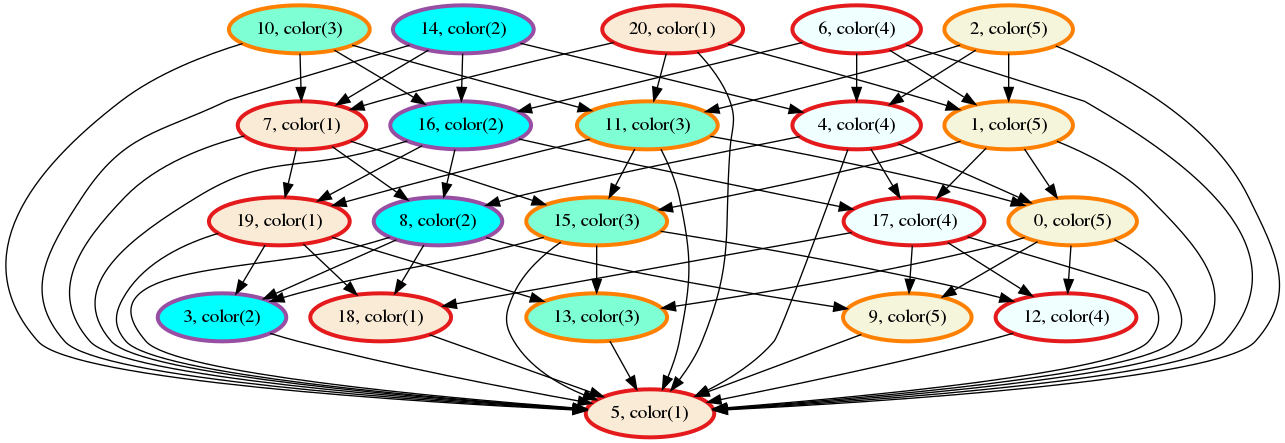 10, color(3)
14, color(2)
20, color(1)
6, color(4)
2, color(5)
7, color(1)
16, color(2)
11, color(3)
4, color(4)
1, color(5)
19, color(1)
8, color(2)
15, color(3)
17, color(4)
0, color(5)
3, color(2)
18, color(1)
13, color(3)
9, color(5)
12, color(4)
5, color(1)